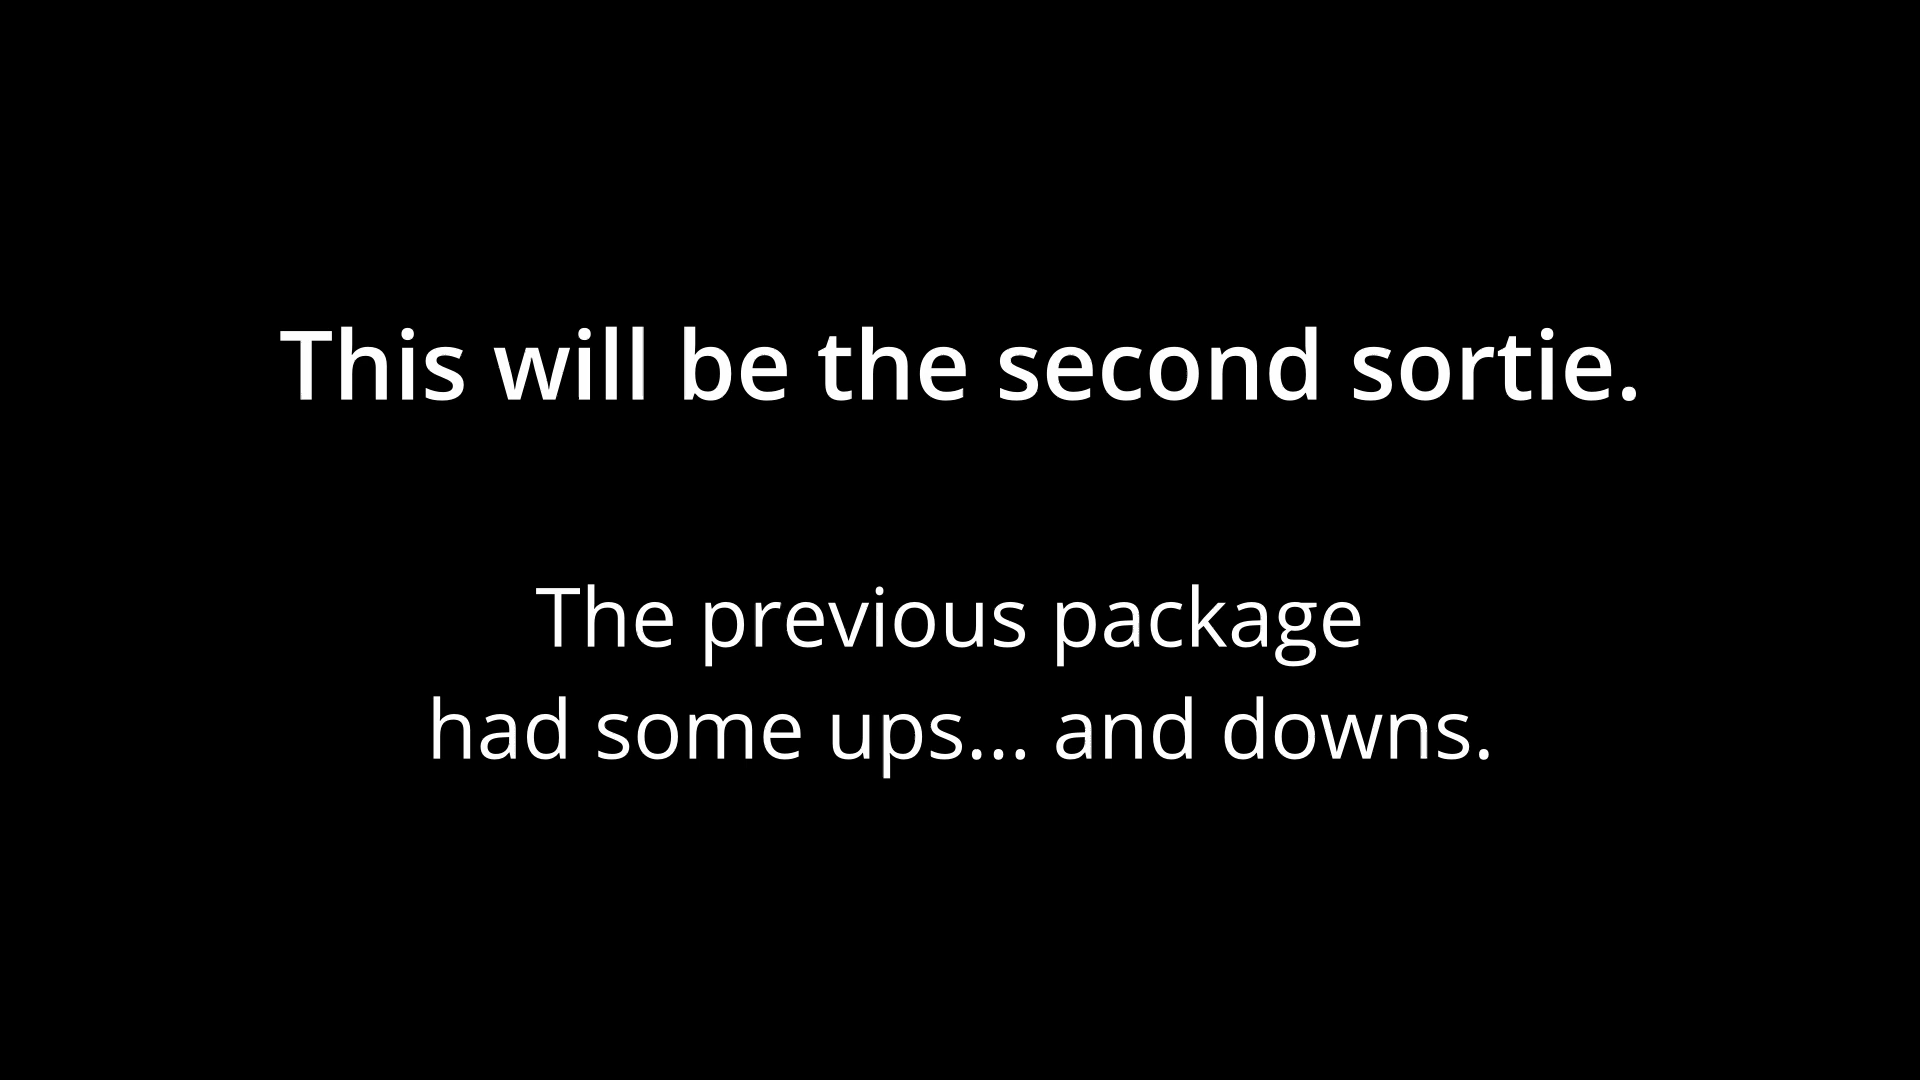 This will be the second sortie.
The previous package
had some ups... and downs.